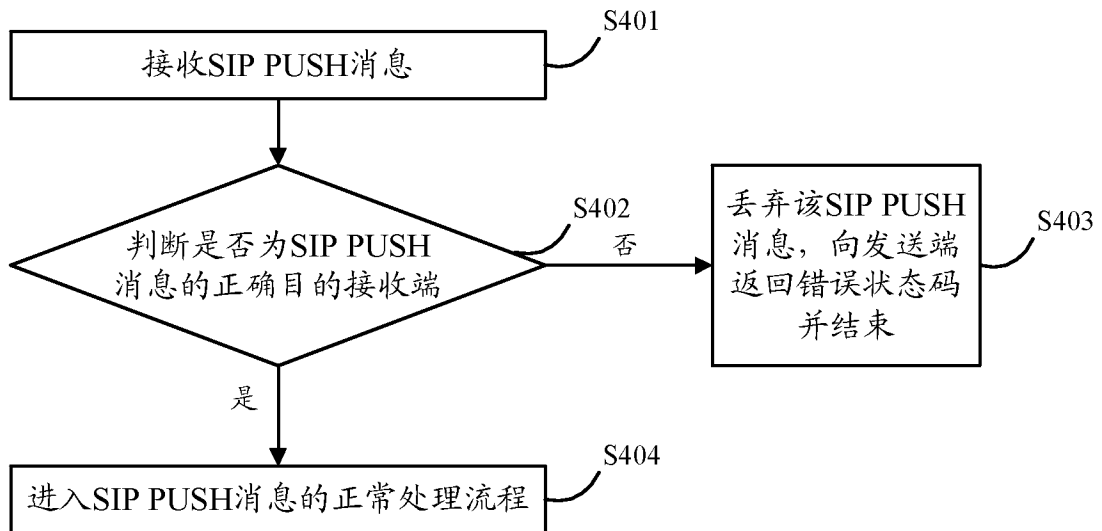 S401
接收SIP PUSH消息
S402
判断是否为SIP PUSH
消息的正确目的接收端
否
丢弃该SIP PUSH
消息，向发送端
返回错误状态码
并结束
S403
是
S404
进入SIP PUSH消息的正常处理流程